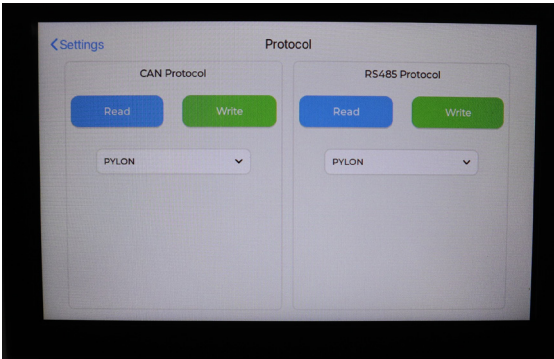 Settings
Protocol
CAN Protocol
RS485 Protocol
Read
Write
Read
Write
PYLON
PYLON